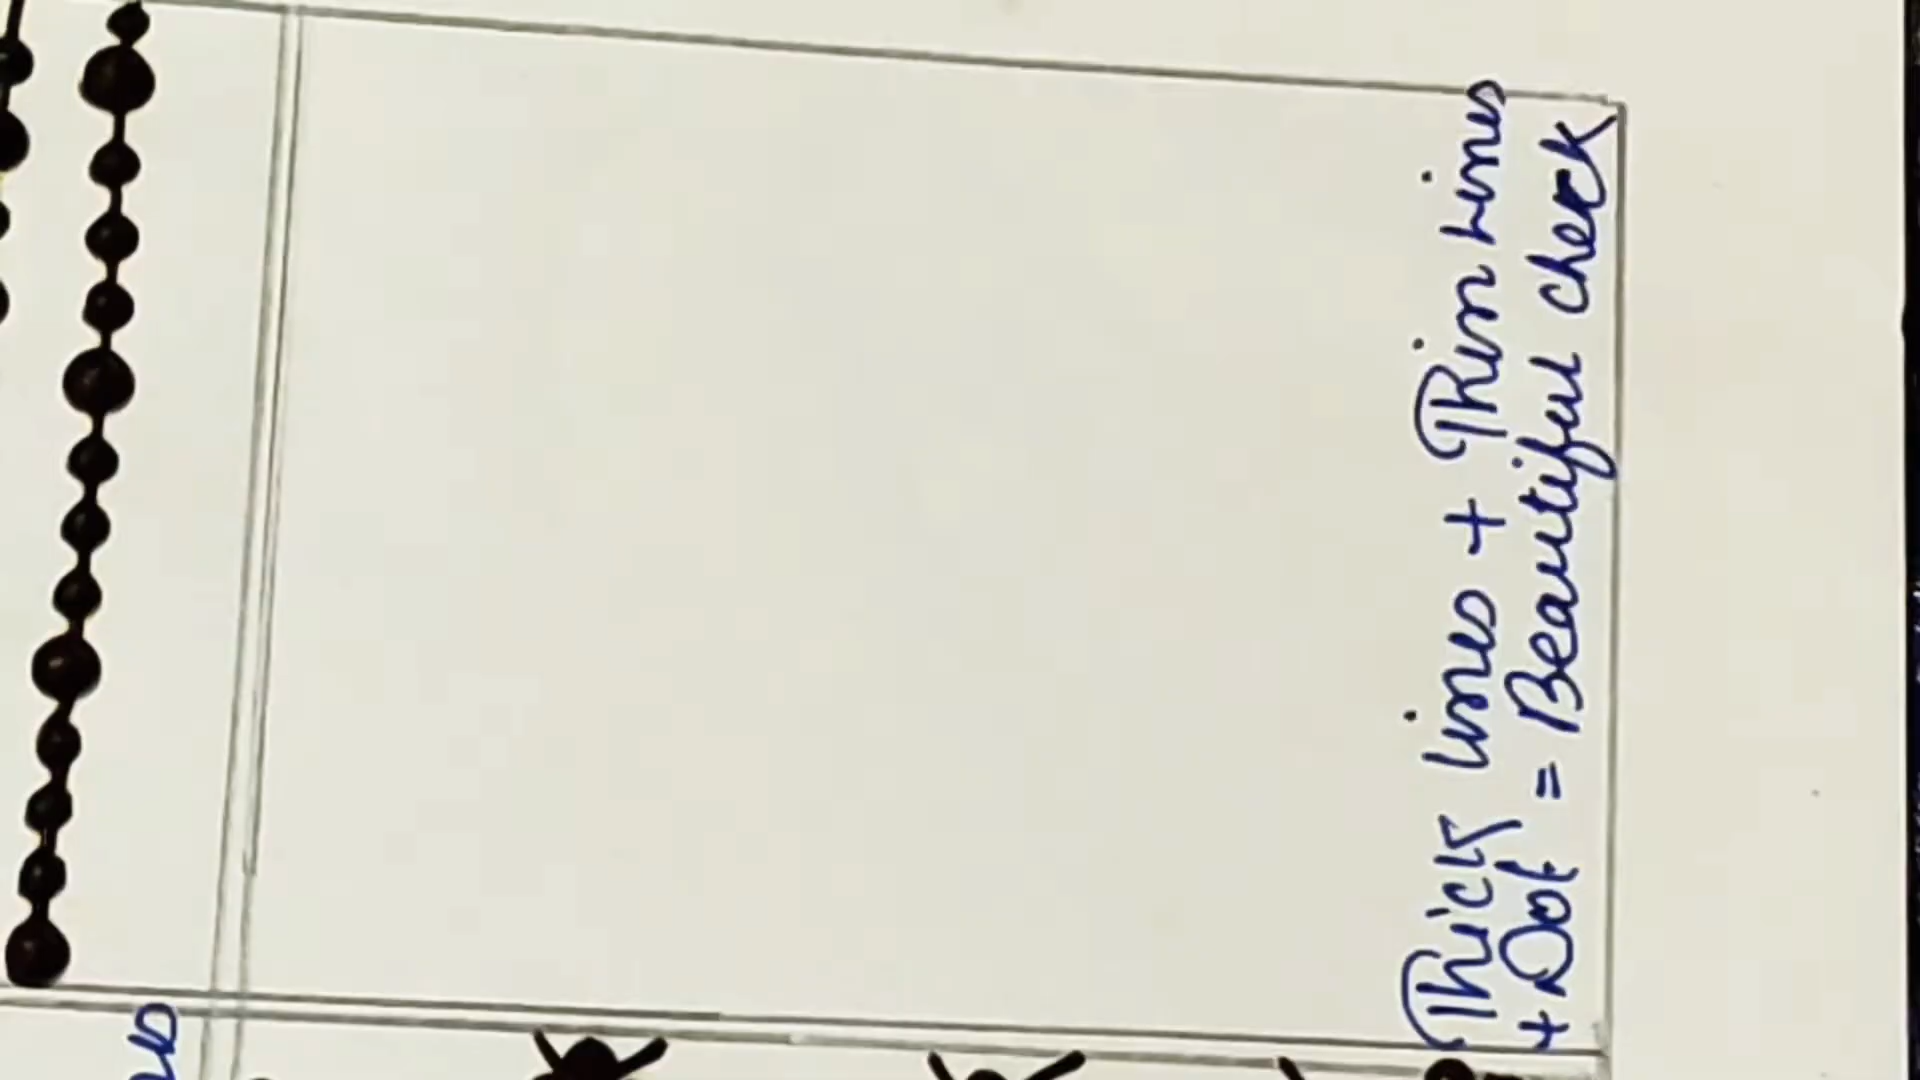 Thick lines + Thin Lines
+ Dot = Beautiful check